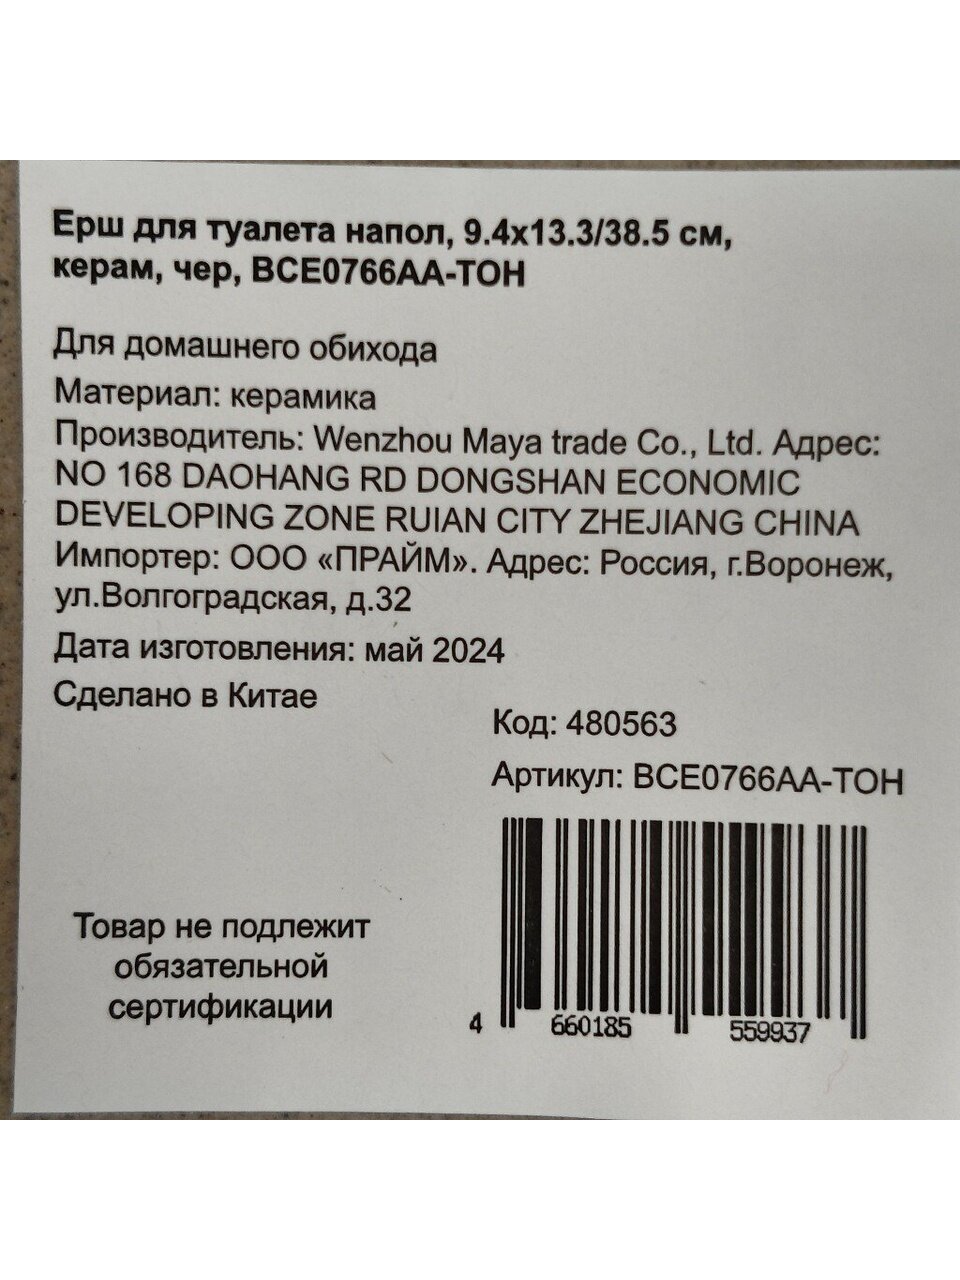 Ерш для туалета напол, 9.4x13.3/38.5 см,
керам, чер, BCE0766AA-TOH
Для домашнего обихода
Материал: керамика
Производитель: Wenzhou Maya trade Co., Ltd. Адрес:
NO 168 DAOHANG RD DONGSHAN ECONOMIC
DEVELOPING ZONE RUIAN CITY ZHEJIANG CHINA
Импортер: ООО «ПРАЙМ». Адрес: Россия, г.Воронеж,
ул.Волгоградская, д.32
Дата изготовления: май 2024
Сделано в Китае
Код: 480563
Артикул: BCE0766AA-TOH
Товар не подлежит
обязательной
сертификации
4 660185 559937